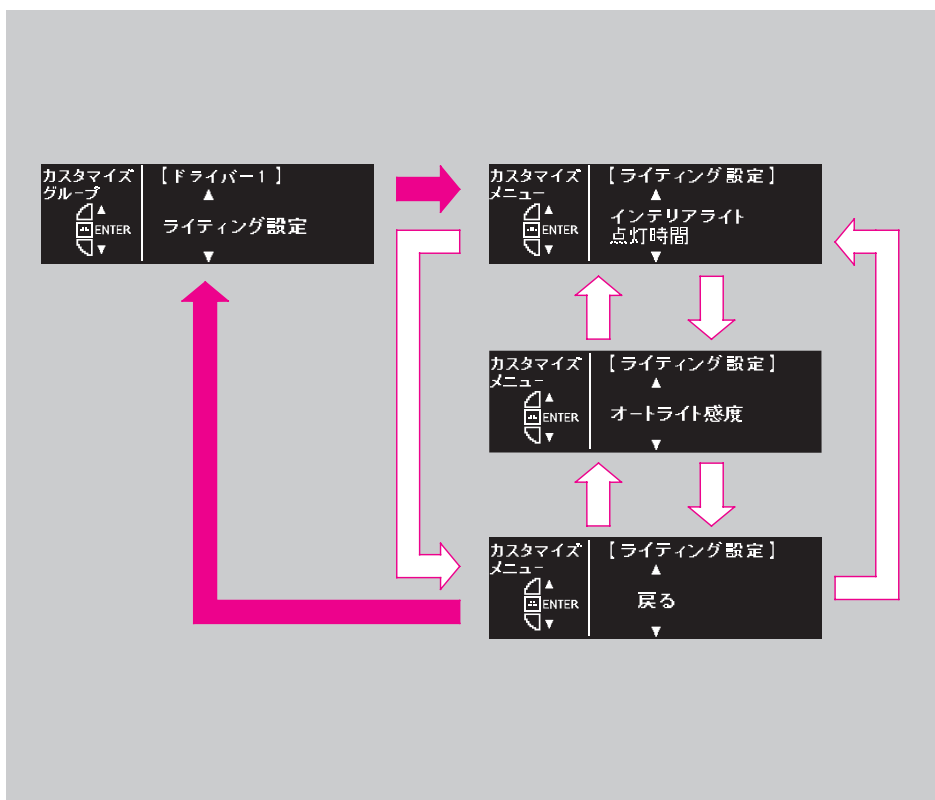 カスタマイズ
グループ
▲
ENTER
▼
【ドライバー1】
▲
ライティング設定
▼
カスタマイズ
メニュー
▲
ENTER
▼
【ライティング設定】
▲
インテリアライト
点灯時間
▼
カスタマイズ
メニュー
▲
ENTER
▼
【ライティング設定】
▲
オートライト感度
▼
カスタマイズ
メニュー
▲
ENTER
▼
【ライティング設定】
▲
戻る
▼